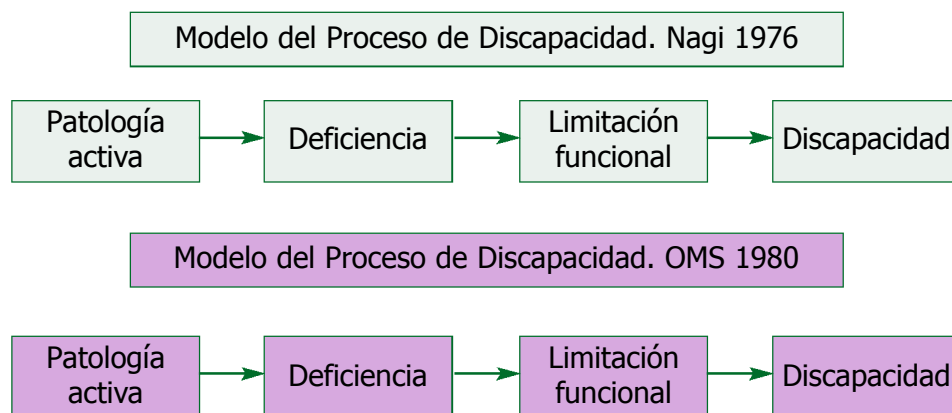 Modelo del Proceso de Discapacidad. Nagi 1976
Patología
activa
Deficiencia
Limitación
funcional
Discapacidad
Modelo del Proceso de Discapacidad. OMS 1980
Patología
activa
Deficiencia
Limitación
funcional
Discapacidad